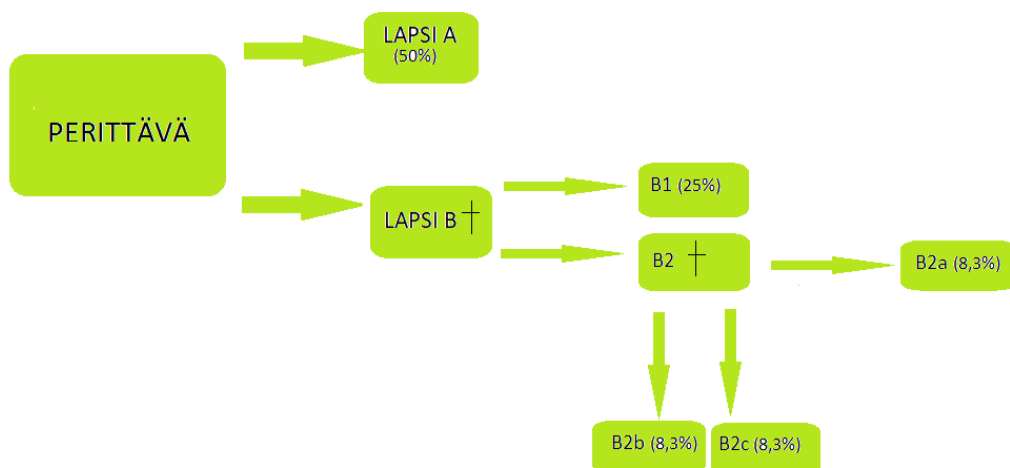 LAPSI A
(50%)
PERITTÄVÄ
B1 (25%)
LAPSI B †
B2 †
B2a (8,3%)
B2b (8,3%)
B2c (8,3%)